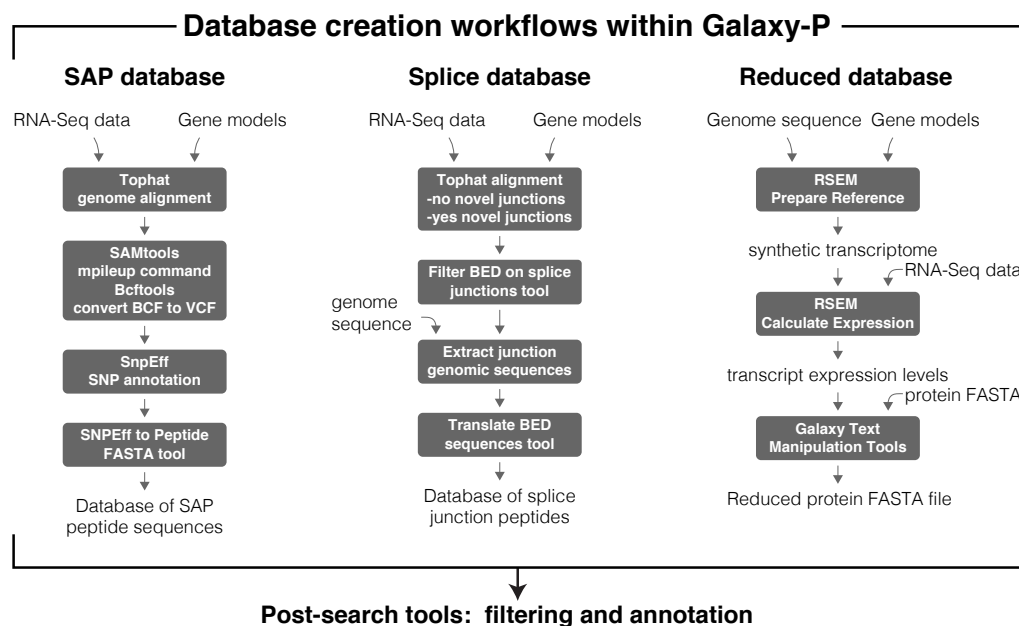 Database creation workflows within Galaxy-P
SAP database
RNA-Seq data
Gene models
Tophat
genome alignment
SAMtools
mpileup command
Bcftools
convert BCF to VCF
SnpEff
SNP annotation
SNPEff to Peptide
FASTA tool
Database of SAP
peptide sequences
Splice database
RNA-Seq data
Gene models
Tophat alignment
-no novel junctions
-yes novel junctions
Filter BED on splice
junctions tool
genome
sequence
Extract junction
genomic sequences
Translate BED
sequences tool
Database of splice
junction peptides
Reduced database
Genome sequence
Gene models
RSEM
Prepare Reference
synthetic transcriptome
RNA-Seq data
RSEM
Calculate Expression
transcript expression levels
protein FASTA
Galaxy Text
Manipulation Tools
Reduced protein FASTA file
Post-search tools: filtering and annotation